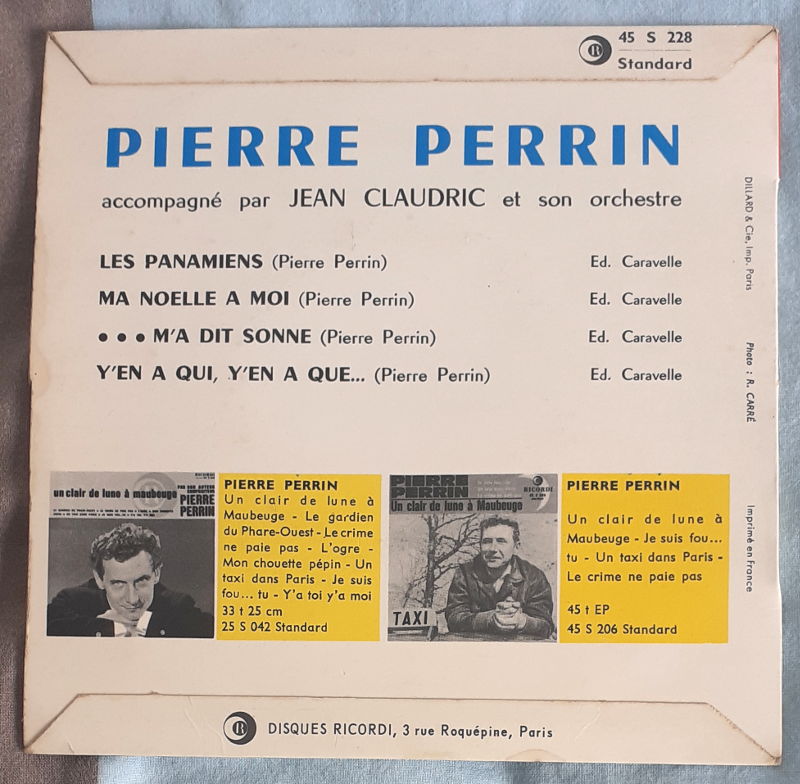 45 S 228
Standard
PIERRE PERRIN
accompagné par JEAN CLAUDRIC et son orchestre
LES PANAMIENS (Pierre Perrin) Ed. Caravelle
MA NOELLE A MOI (Pierre Perrin) Ed. Caravelle
● ● ● M'A DIT SONNE (Pierre Perrin) Ed. Caravelle
Y'EN A QUI, Y'EN A QUE... (Pierre Perrin) Ed. Caravelle
DILLARD & Cie, Imp. Paris
Photo : R. CARRÉ
Imprimé en France
un clair de lune à maubeuge
PIERRE
PERRIN
PIERRE PERRIN
Un clair de lune à
Maubeuge - Le gardien
du Phare-Ouest - Le crime
ne paie pas - L'ogre -
Mon chouette pépin - Un
taxi dans Paris - Je suis
fou... tu - Y'a toi y'a moi
33 t 25 cm
25 S 042 Standard
PIERRE
PERRIN
RICORDI
Un clair de lune à Maubeuge
TAXI
PIERRE PERRIN
Un clair de lune à
Maubeuge - Je suis fou...
tu - Un taxi dans Paris -
Le crime ne paie pas
45 t EP
45 S 206 Standard
R DISQUES RICORDI, 3 rue Roquépine, Paris